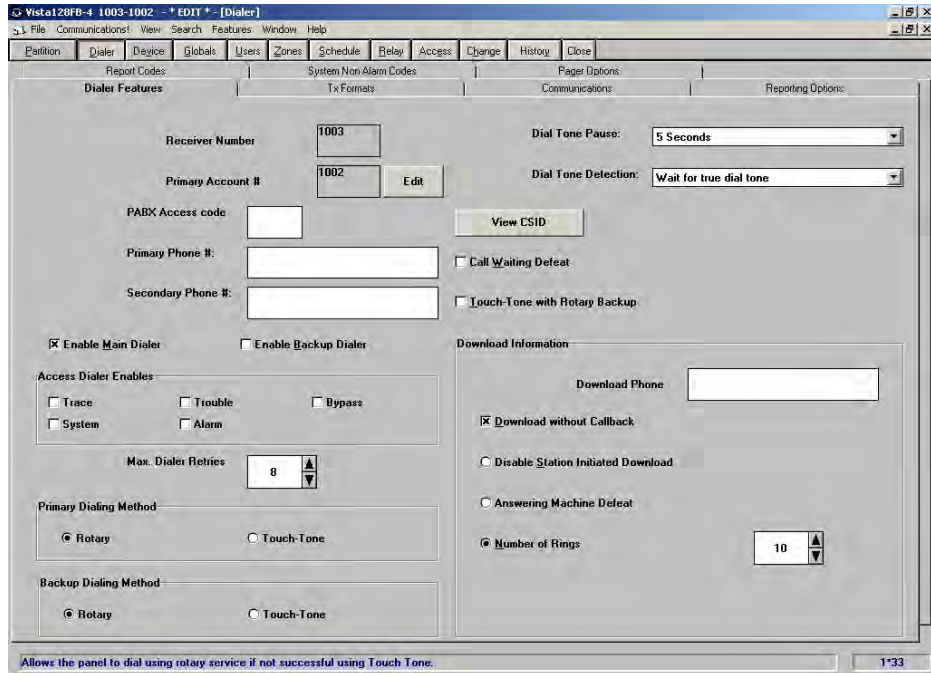 Vista128FB-4 1003-1002 - * EDIT * - [Dialer]
File Communications! View Search Features Window Help
Partition Dialer Device Globals Users Zones Schedule Relay Access Change History Close
Report Codes System Non Alarm Codes Pager Options
Dialer Features Tx Formats Communications Reporting Options
Receiver Number 1003 Dial Tone Pause: 5 Seconds
Primary Account # 1002 Edit Dial Tone Detection: Wait for true dial tone
PABX Access code View CSID
Primary Phone #: Call Waiting Defeat
Secondary Phone #: Touch-Tone with Rotary Backup
Enable Main Dialer Enable Backup Dialer Download Information
Access Dialer Enables Download Phone
Trace Trouble Bypass Download without Callback
System Alarm
Max. Dialer Retries 8 Disable Station Initiated Download
Primary Dialing Method Answering Machine Defeat
Rotary Touch-Tone Number of Rings 10
Backup Dialing Method
Rotary Touch-Tone
Allows the panel to dial using rotary service if not successful using Touch Tone. 1*33